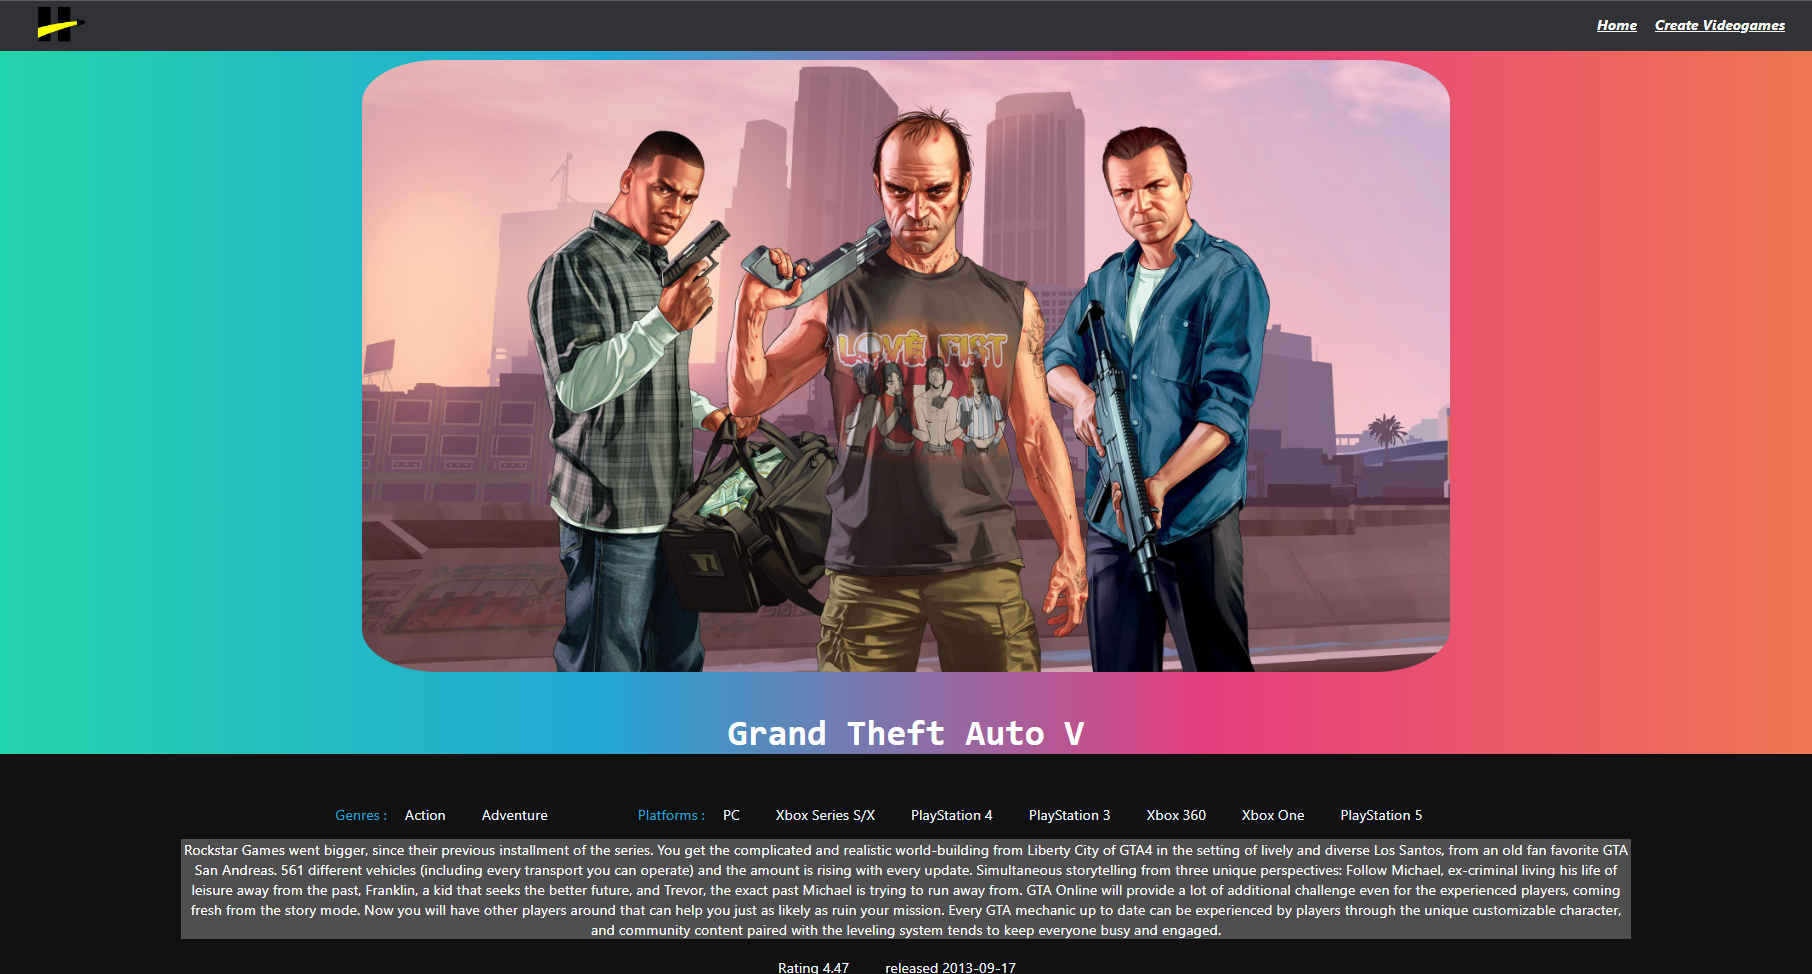 H
Home Create Videogames
LOVE FIST
Grand Theft Auto V
Genres : Action Adventure Platforms : PC Xbox Series S/X PlayStation 4 PlayStation 3 Xbox 360 Xbox One PlayStation 5
Rockstar Games went bigger, since their previous installment of the series. You get the complicated and realistic world-building from Liberty City of GTA4 in the setting of lively and diverse Los Santos, from an old fan favorite GTA
San Andreas. 561 different vehicles (including every transport you can operate) and the amount is rising with every update. Simultaneous storytelling from three unique perspectives: Follow Michael, ex-criminal living his life of
leisure away from the past, Franklin, a kid that seeks the better future, and Trevor, the exact past Michael is trying to run away from. GTA Online will provide a lot of additional challenge even for the experienced players, coming
fresh from the story mode. Now you will have other players around that can help you just as likely as ruin your mission. Every GTA mechanic up to date can be experienced by players through the unique customizable character,
and community content paired with the leveling system tends to keep everyone busy and engaged.
Rating 4.47 released 2013-09-17